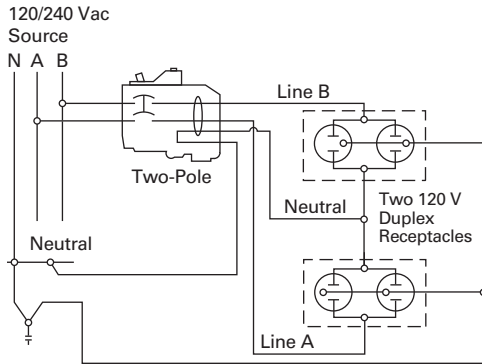 120/240 Vac
Source
N A B
Line B
Two-Pole
Neutral
Two 120 V
Duplex
Receptacles
Neutral
Line A